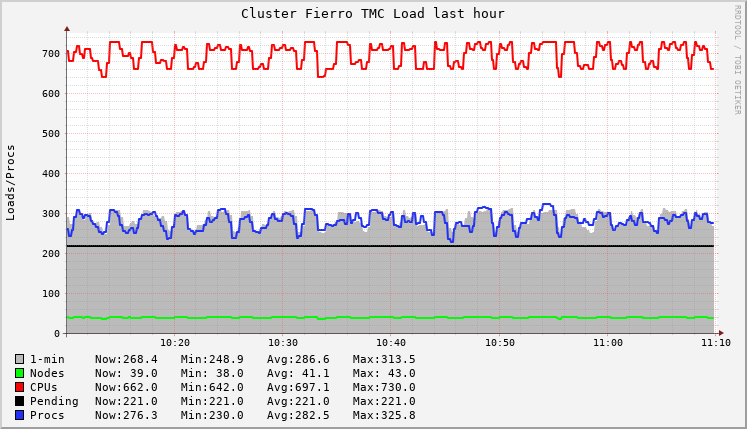 Cluster Fierro TMC Load last hour
RRDTOOL / TOBI OETIKER
Loads/Procs
700
600
500
400
300
200
100
0
10:20 10:30 10:40 10:50 11:00 11:10
1-min Now:268.4 Min:248.9 Avg:286.6 Max:313.5
Nodes Now: 39.0 Min: 38.0 Avg: 41.1 Max: 43.0
CPUs Now:662.0 Min:642.0 Avg:697.1 Max:730.0
Pending Now:221.0 Min:221.0 Avg:221.0 Max:221.0
Procs Now:276.3 Min:230.0 Avg:282.5 Max:325.8